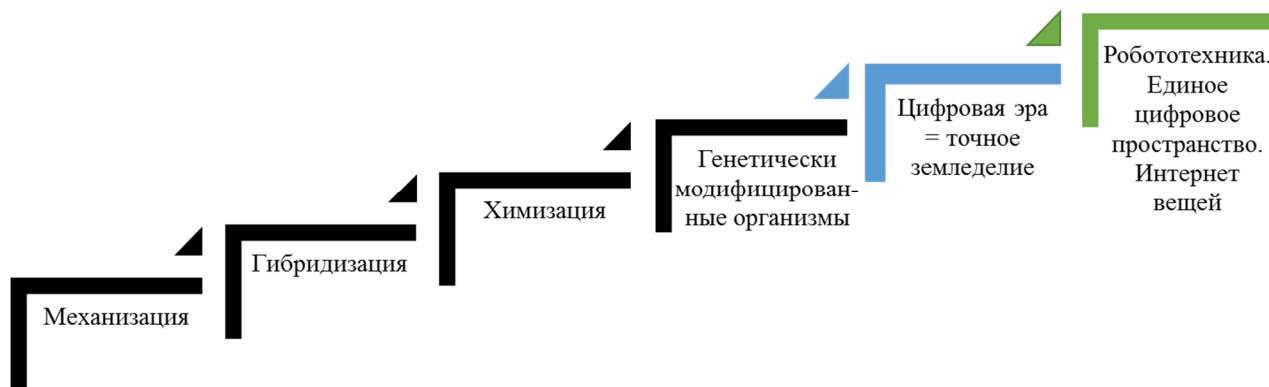 Механизация
Гибридизация
Химизация
Генетически
модифицирован-
ные организмы
Цифровая эра
= точное
земледелие
Робототехника.
Единое
цифровое
пространство.
Интернет
вещей